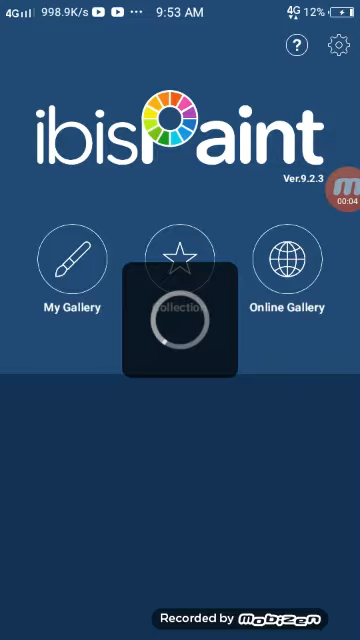 4G 998.9K/s ••• 9:53 AM 4G 12%
?
ibisPaint
Ver.9.2.3
00:04
My Gallery Collection Online Gallery
Recorded by mobizen